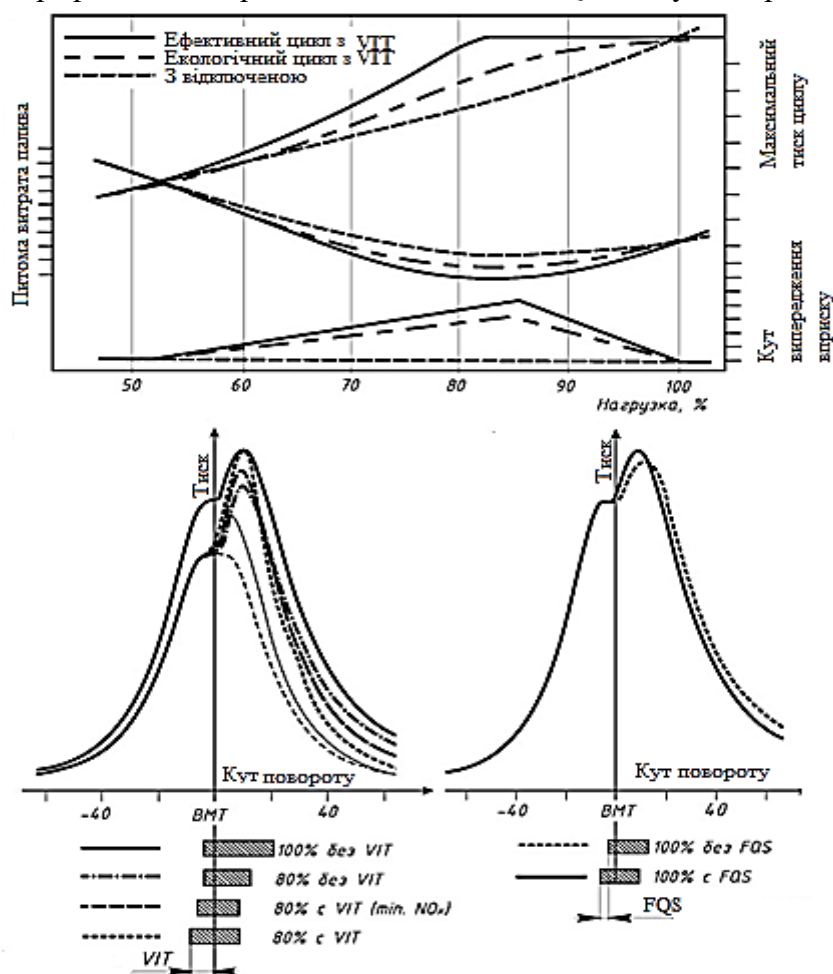 Ефективний цикл з VIT
Екологічний цикл з VIT
З відключеною
Питома витрата палива
Максимальний
тиск циклу
Кут
випередження
вприску
50 60 70 80 90 100
Нагрузка, %
Тиск
Тиск
Кут повороту
Кут повороту
-40 ВМТ 40
-40 ВМТ 40
100% без VIT
80% без VIT
80% с VIT (min. NOx)
80% с VIT
VIT
100% без FQS
100% с FQS
FQS